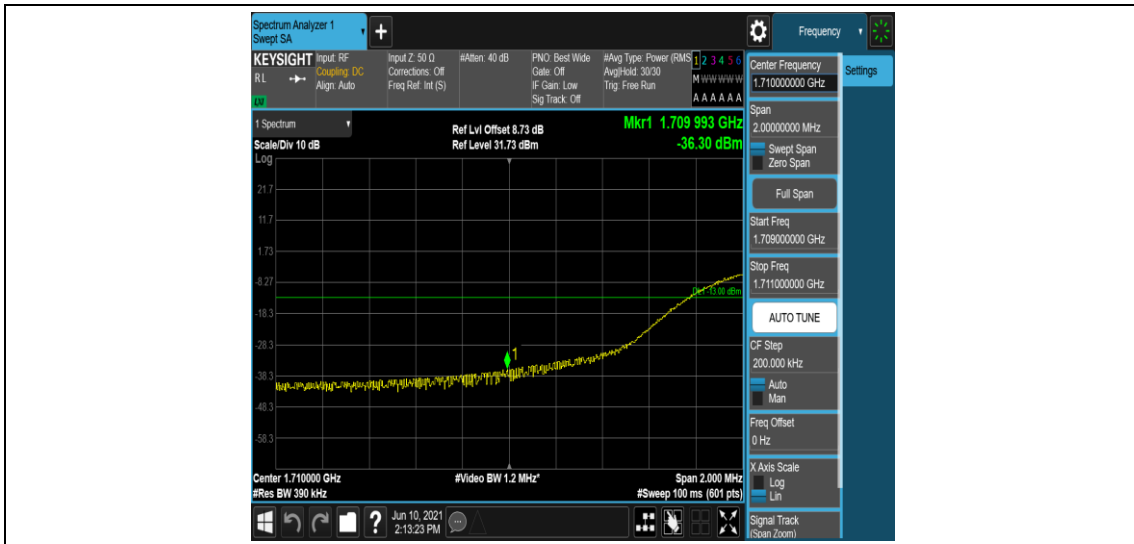 Spectrum Analyzer 1
Swept SA
+
Frequency
KEYSIGHT
RL
LXI
Input: RF
Coupling: DC
Align: Auto
Input Z: 50 Ω
Corrections: Off
Freq Ref: Int (S)
#Atten: 40 dB
PNO: Best Wide
Gate: Off
IF Gain: Low
Sig Track: Off
#Avg Type: Power (RMS
Avg|Hold: 30/30
Trig: Free Run
1 2 3 4 5 6
M W W W W W
A A A A A A
1 Spectrum
Scale/Div 10 dB
Log
Ref Lvl Offset 8.73 dB
Ref Level 31.73 dBm
Mkr1 1.709 993 GHz
-36.30 dBm
21.7
11.7
1.73
-8.27
DL1 -13.00 dBm
-18.3
-28.3
1
-38.3
-48.3
-58.3
Center 1.710000 GHz
#Video BW 1.2 MHz*
Span 2.000 MHz
#Res BW 390 kHz
#Sweep 100 ms (601 pts)
Center Frequency
1.710000000 GHz
Settings
Span
2.00000000 MHz
Swept Span
Zero Span
Full Span
Start Freq
1.709000000 GHz
Stop Freq
1.711000000 GHz
AUTO TUNE
CF Step
200.000 kHz
Auto
Man
Freq Offset
0 Hz
X Axis Scale
Log
Lin
Signal Track
(Span Zoom)
?
Jun 10, 2021
2:13:23 PM